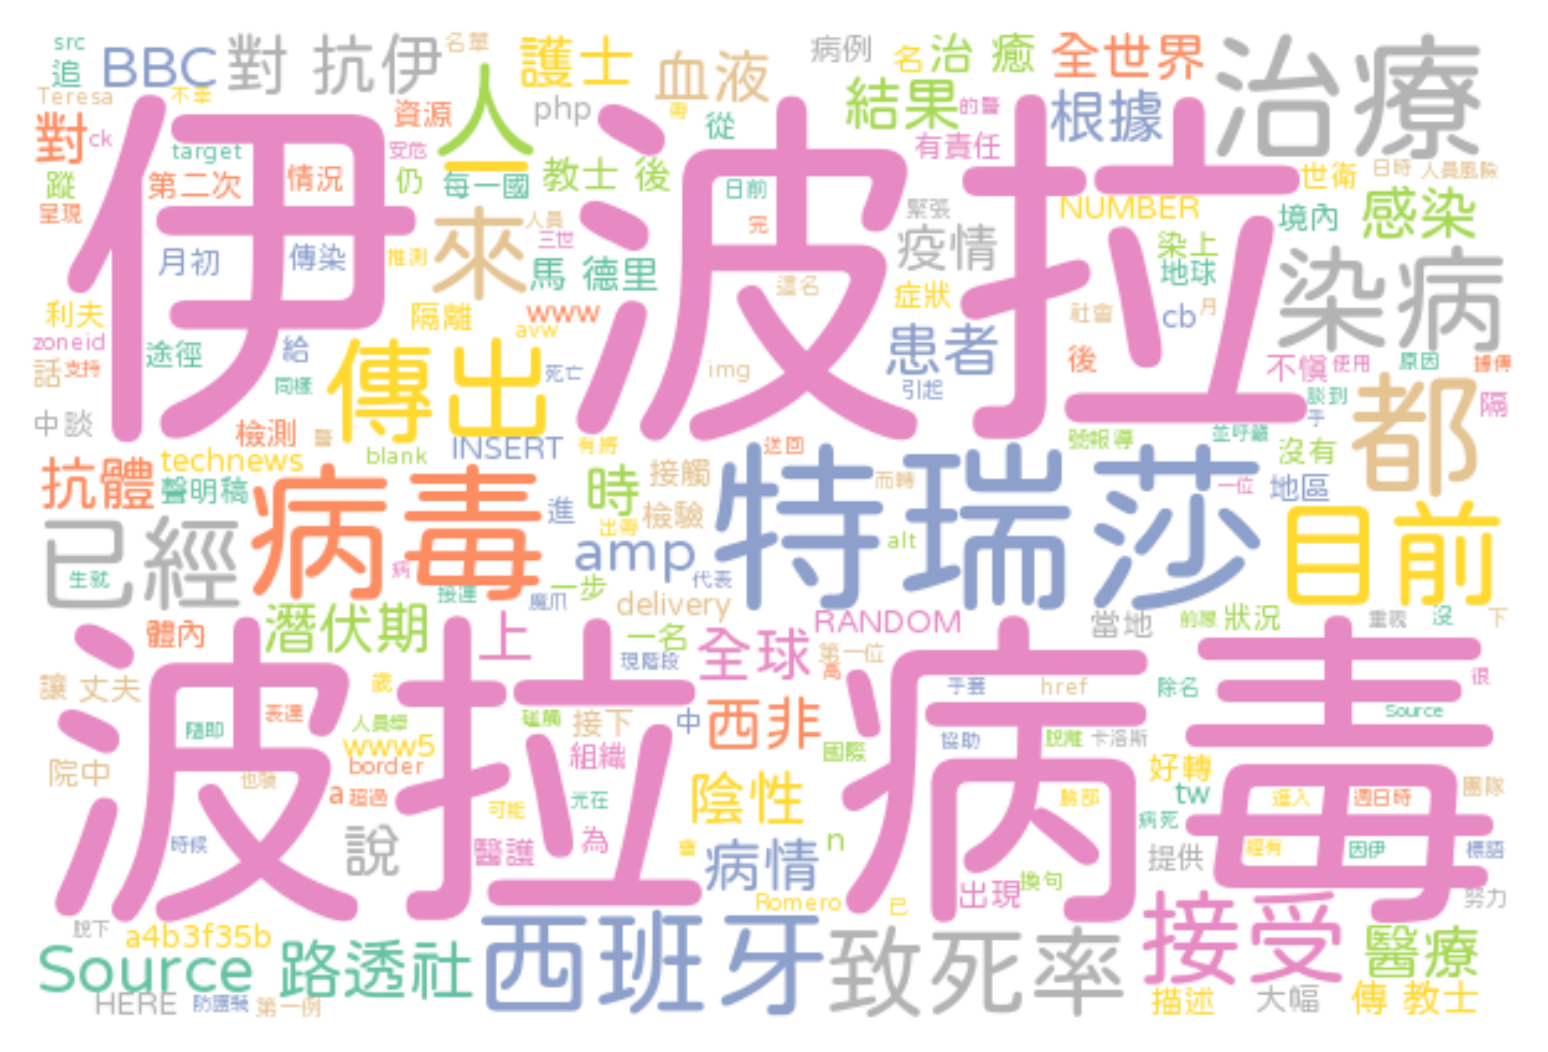 src
追
BBC
對 抗伊
名單
護士
血液
病例
名
治 癒
全世界
治療
Teresa
不幸
人
資源
php
從
結果
的醫
根據
對
ck
target
安危
有責任
蹤
第二次
情況
仍
每一國
教士 後
日前
世衛
日時
人員風險
呈現
伊波拉
來
人員
三世
完
緊張
NUMBER
境內
感染
月初
傳染
推測
馬 德里
疫情
染上
地球
染病
利夫
隔離
www
avw
這名
症狀
社會
cb
月
zoneid
途徑
給
傳出
死亡
img
患者
後
不慎
使用
原因
據傳
話
支持
同樣
引起
談到
都
隔
中談
檢測
醫
blank
INSERT
有將
送回
手
號報導
並呼籲
沒有
抗體
technews
聲明稿
病毒
時
接觸
而轉
特瑞莎
一位
地區
已經
進
出專
檢驗
amp
alt
目前
生就
病
接連
魔爪
一步
代表
delivery
潛伏期
體內
上
一名
現階段
全球
RANDOM
第一位
高
當地
前線
狀況
重視
沒
下
讓 丈夫
歲
波拉病毒
手套
href
除名
很
隨即
表達
人員蠕
碰觸
接下
中
西非
國際
協助
脫離
卡洛斯
Source
院中
www5
border
組織
好轉
也發
a
超過
可能
光在
陰性
臉部
tw
進入
週日時
團隊
時候
說
醫護
為
會
病情
n
病死
提供
經有
因伊
標語
Romero
已
出現
換句
努力
脫下
a4b3f35b
Source
路透社
西班牙
致死率
接受
醫療
HERE
防護裝
第一例
描述
大幅
傳 教士